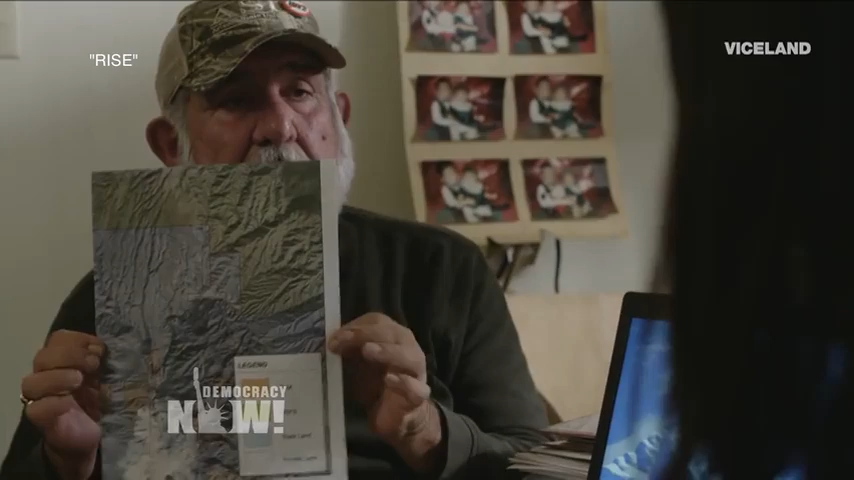 "RISE"
VICELAND
LEGEND
DEMOCRACY
NOW!